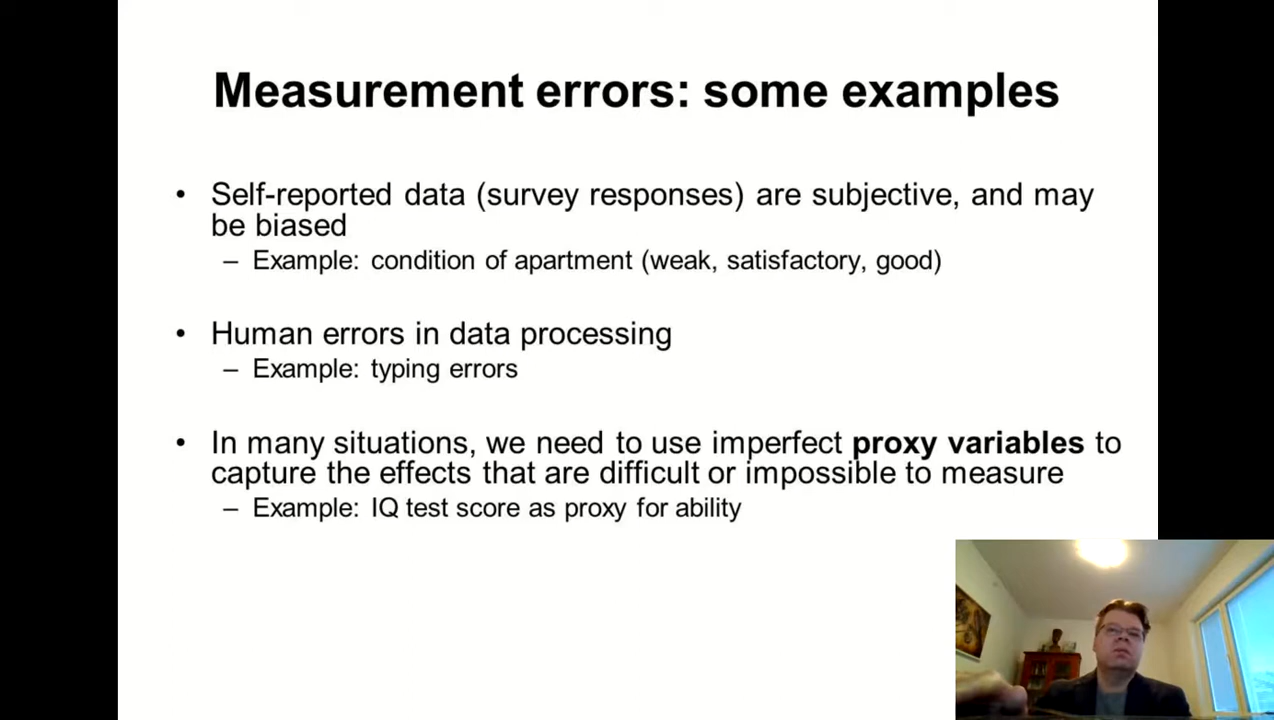 Measurement errors: some examples
• Self-reported data (survey responses) are subjective, and may
be biased
– Example: condition of apartment (weak, satisfactory, good)
• Human errors in data processing
– Example: typing errors
• In many situations, we need to use imperfect proxy variables to
capture the effects that are difficult or impossible to measure
– Example: IQ test score as proxy for ability